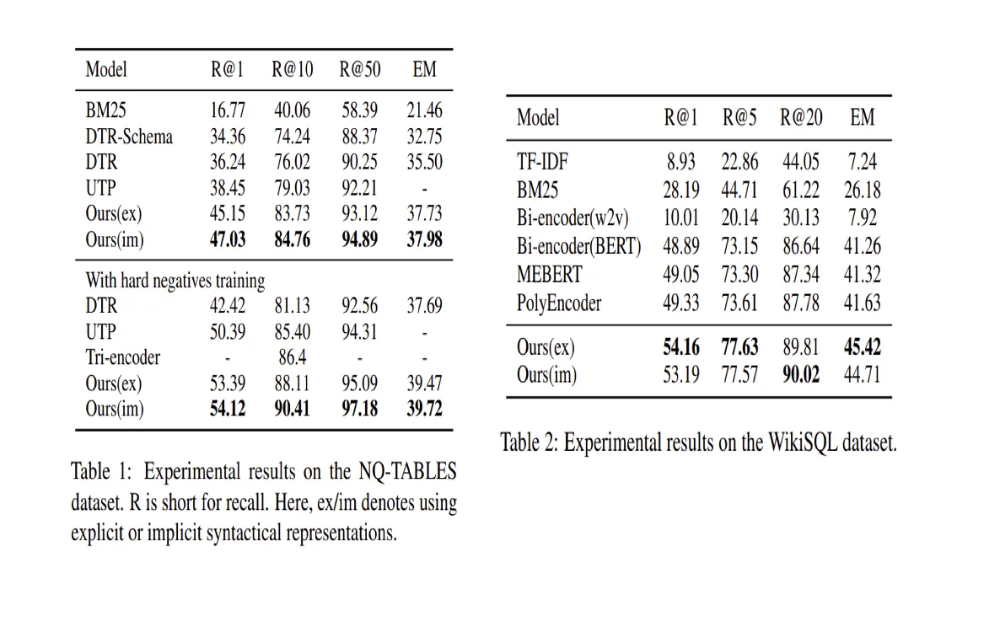 Model R@1 R@10 R@50 EM
BM25 16.77 40.06 58.39 21.46
DTR-Schema 34.36 74.24 88.37 32.75
DTR 36.24 76.02 90.25 35.50
UTP 38.45 79.03 92.21 -
Ours(ex) 45.15 83.73 93.12 37.73
Ours(im) 47.03 84.76 94.89 37.98
With hard negatives training
DTR 42.42 81.13 92.56 37.69
UTP 50.39 85.40 94.31 -
Tri-encoder - 86.4 - -
Ours(ex) 53.39 88.11 95.09 39.47
Ours(im) 54.12 90.41 97.18 39.72
Table 1: Experimental results on the NQ-TABLES
dataset. R is short for recall. Here, ex/im denotes using
explicit or implicit syntactical representations.
Model R@1 R@5 R@20 EM
TF-IDF 8.93 22.86 44.05 7.24
BM25 28.19 44.71 61.22 26.18
Bi-encoder(w2v) 10.01 20.14 30.13 7.92
Bi-encoder(BERT) 48.89 73.15 86.64 41.26
MEBERT 49.05 73.30 87.34 41.32
PolyEncoder 49.33 73.61 87.78 41.63
Ours(ex) 54.16 77.63 89.81 45.42
Ours(im) 53.19 77.57 90.02 44.71
Table 2: Experimental results on the WikiSQL dataset.